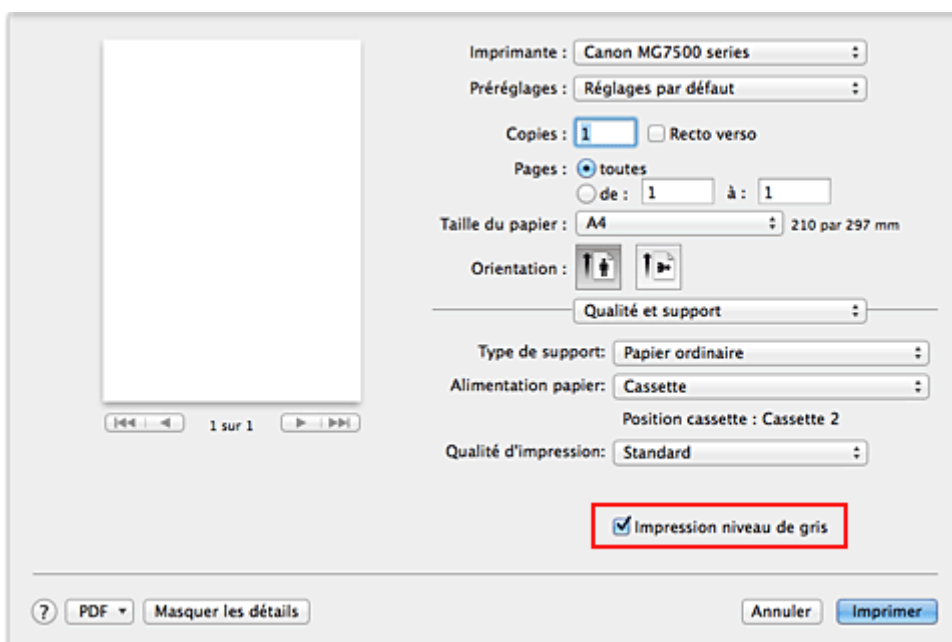 Imprimante : Canon MG7500 series
Préréglages : Réglages par défaut
Copies : 1 Recto verso
Pages : toutes
de : 1 à : 1
Taille du papier : A4 210 par 297 mm
Orientation :
Qualité et support
Type de support: Papier ordinaire
Alimentation papier: Cassette
Position cassette : Cassette 2
1 sur 1
Qualité d'impression: Standard
Impression niveau de gris
? PDF Masquer les détails Annuler Imprimer